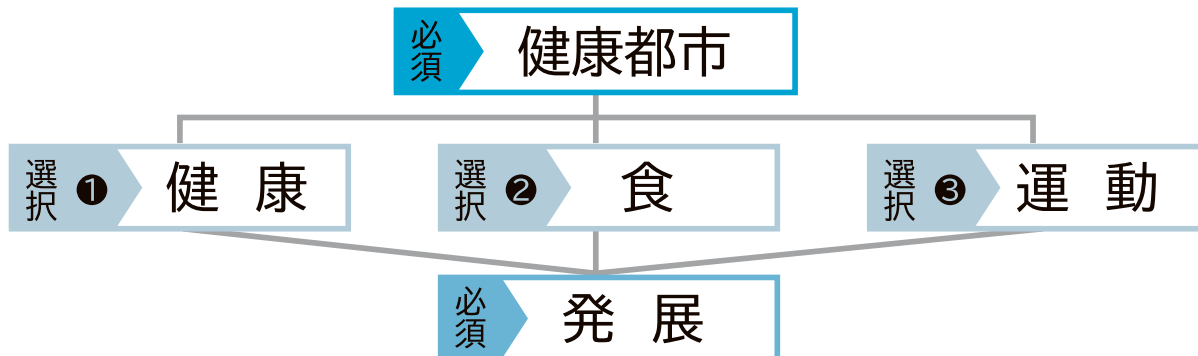 必須 健康都市
選択 ❶ 健康
選択 ❷ 食
選択 ❸ 運動
必須 発展